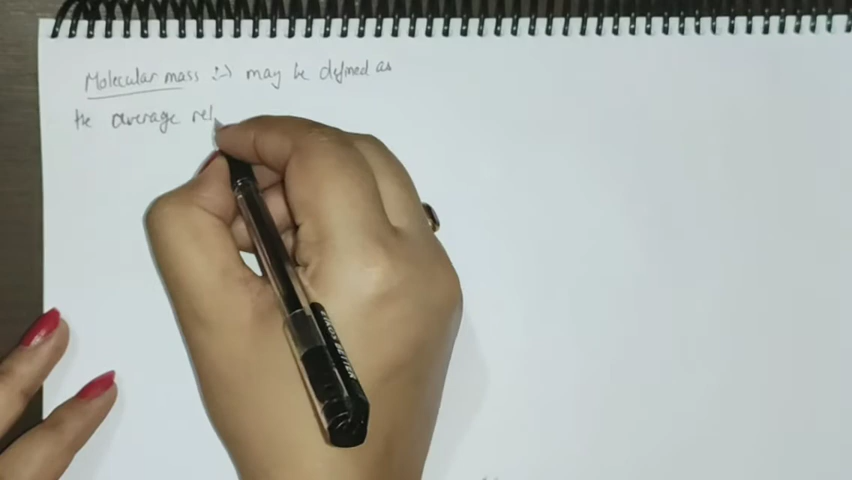 Molecular mass :-) may be defined as
the average rel